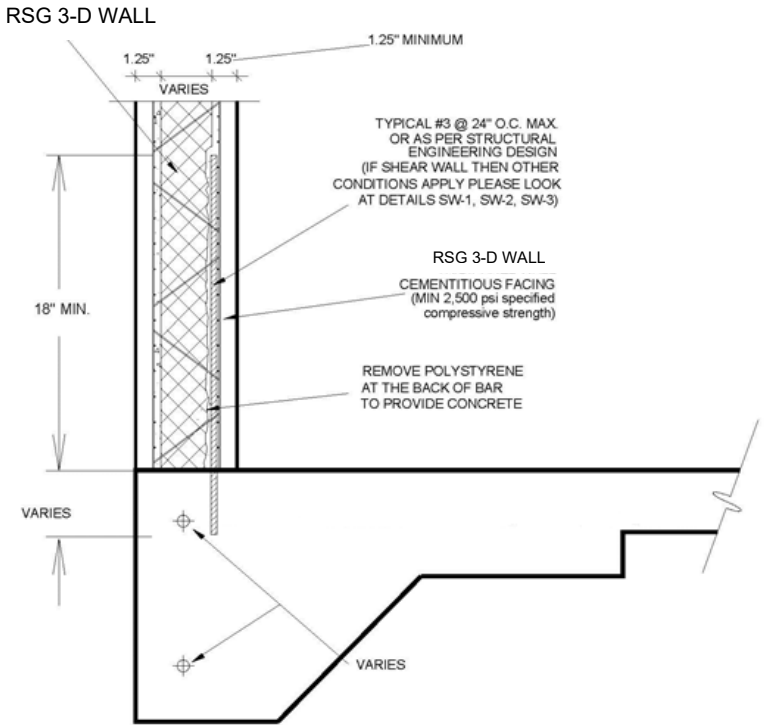 RSG 3-D WALL
1.25" MINIMUM
1.25" 1.25"
VARIES
TYPICAL #3 @ 24" O.C. MAX.
OR AS PER STRUCTURAL
ENGINEERING DESIGN
(IF SHEAR WALL THEN OTHER
CONDITIONS APPLY PLEASE LOOK
AT DETAILS SW-1, SW-2, SW-3)
RSG 3-D WALL
CEMENTITIOUS FACING
(MIN 2,500 psi specified
compressive strength)
18" MIN.
REMOVE POLYSTYRENE
AT THE BACK OF BAR
TO PROVIDE CONCRETE
VARIES
VARIES